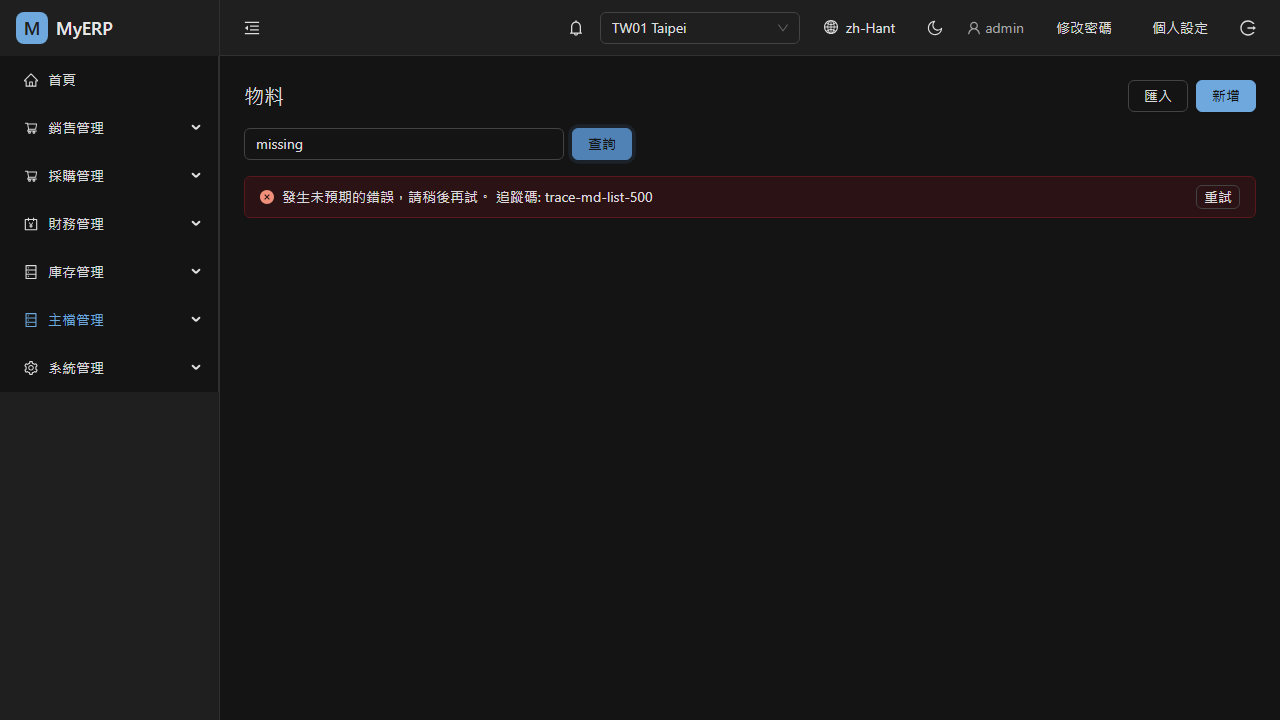 M MyERP
TW01 Taipei
zh-Hant
admin
修改密碼
個人設定
首頁
銷售管理
採購管理
財務管理
庫存管理
主檔管理
系統管理
物料
匯入
新增
missing
查詢
發生未預期的錯誤，請稍後再試。 追蹤碼: trace-md-list-500
重試